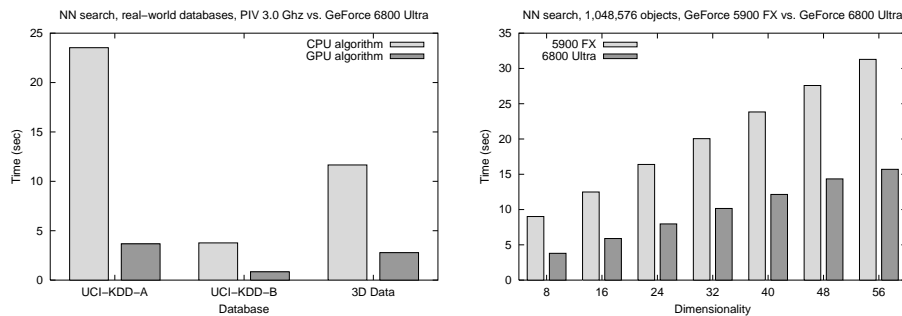 NN search, real-world databases, PIV 3.0 Ghz vs. GeForce 6800 Ultra
25
20
15
10
5
0
Time (sec)
CPU algorithm
GPU algorithm
UCI-KDD-A UCI-KDD-B 3D Data
Database
NN search, 1,048,576 objects, GeForce 5900 FX vs. GeForce 6800 Ultra
35
30
25
20
15
10
5
0
Time (sec)
5900 FX
6800 Ultra
8 16 24 32 40 48 56
Dimensionality